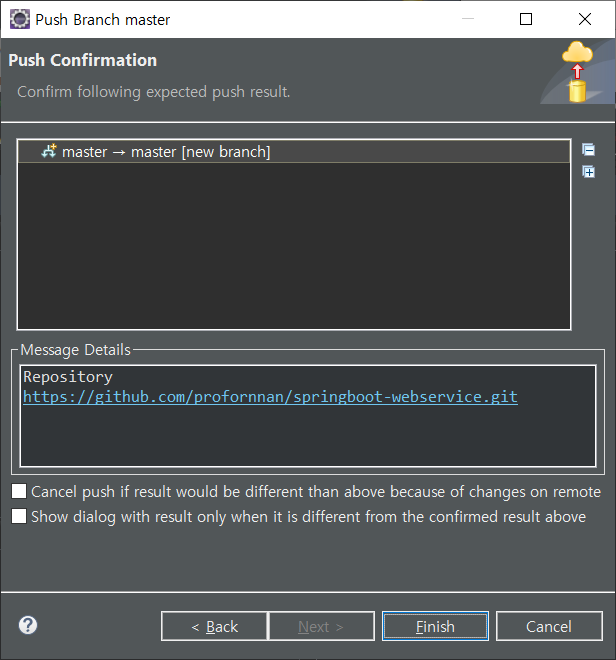 Push Branch master
Push Confirmation
Confirm following expected push result.
master → master [new branch]
Message Details
Repository
https://github.com/profornnan/springboot-webservice.git
Cancel push if result would be different than above because of changes on remote
Show dialog with result only when it is different from the confirmed result above
? < Back Next > Finish Cancel